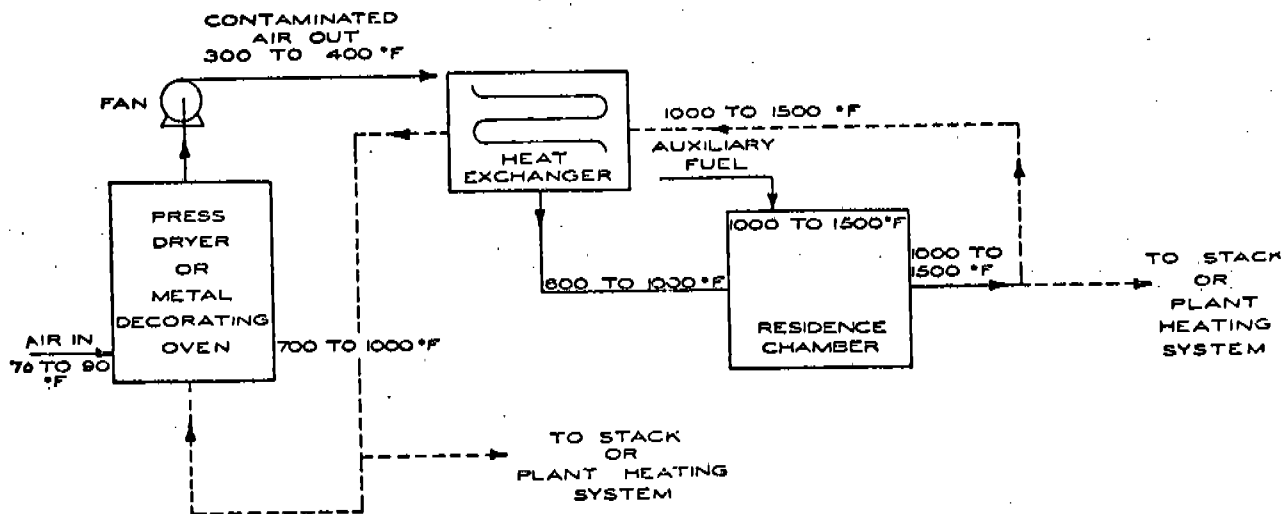 CONTAMINATED
AIR OUT
300 TO 400 °F
FAN
1000 TO 1500 °F
AUXILIARY
FUEL
HEAT
EXCHANGER
PRESS
DRYER
OR
METAL
DECORATING
OVEN
1000 TO 1500°F
1000 TO
1500 °F
TO STACK
OR
PLANT
HEATING
SYSTEM
600 TO 1000°F
RESIDENCE
CHAMBER
AIR IN
70 TO 90
°F
700 TO 1000°F
TO STACK
OR
PLANT HEATING
SYSTEM